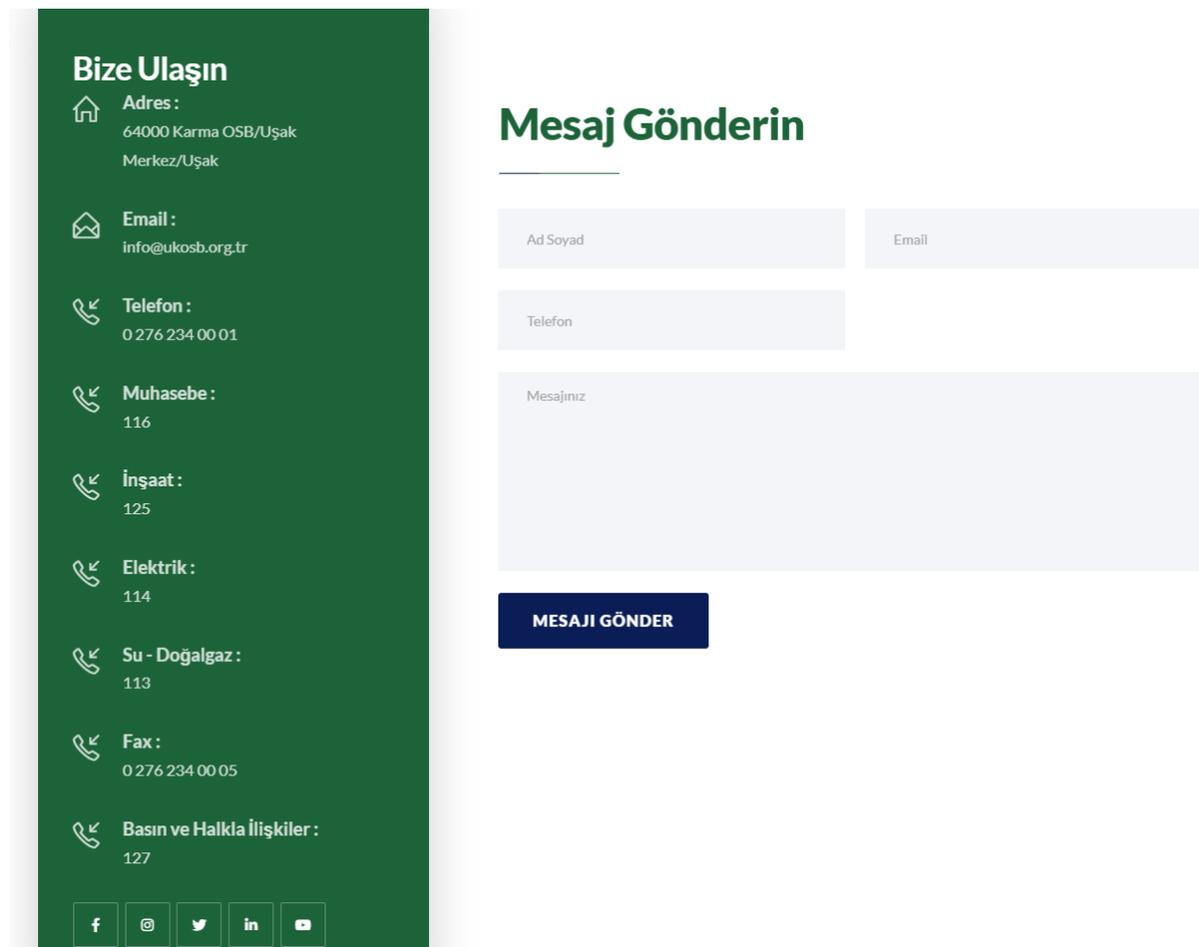 Bize Ulaşın
Adres :
64000 Karma OSB/Uşak
Merkez/Uşak
Email :
info@ukosb.org.tr
Telefon :
0 276 234 00 01
Muhasebe :
116
İnşaat :
125
Elektrik :
114
Su - Doğalgaz :
113
Fax :
0 276 234 00 05
Basın ve Halkla İlişkiler :
127
Mesaj Gönderin
Ad Soyad
Email
Telefon
Mesajınız
MESAJI GÖNDER